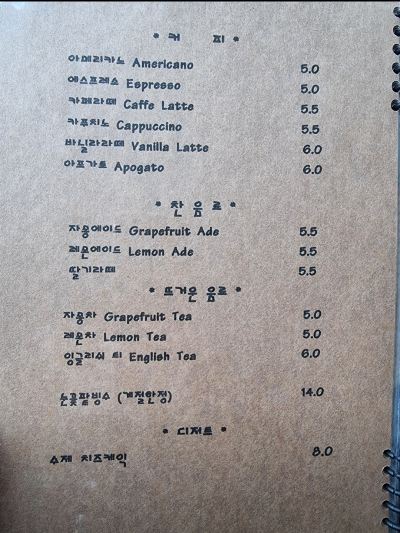 • 커 피 •
아메리카노 Americano 5.0
에스프레소 Espresso 5.0
카페라떼 Caffe Latte 5.5
카푸치노 Cappuccino 5.5
바닐라라떼 Vanilla Latte 6.0
아포가토 Apogato 6.0
• 찬 음 료 •
자몽에이드 Grapefruit Ade 5.5
레몬에이드 Lemon Ade 5.5
딸기라떼 5.5
• 뜨거운 음료 •
자몽차 Grapefruit Tea 5.0
레몬차 Lemon Tea 5.0
잉글리쉬 티 English Tea 6.0
눈꽃팥빙수 (계절한정) 14.0
• 디저트 •
수제 치즈케익 8.0